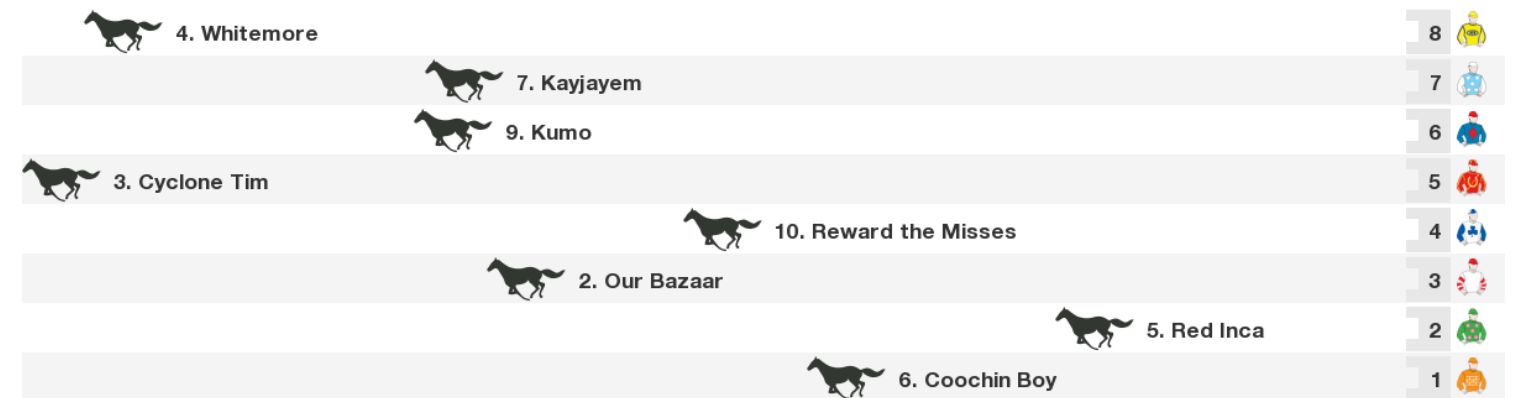 4. Whitemore 8
7. Kayjayem 7
9. Kumo 6
3. Cyclone Tim 5
10. Reward the Misses 4
2. Our Bazaar 3
5. Red Inca 2
6. Coochin Boy 1